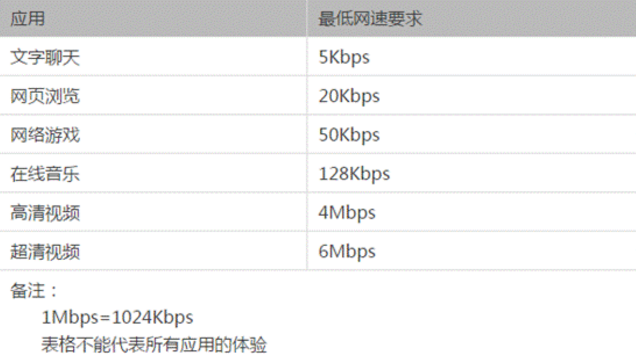 应用 最低网速要求
文字聊天 5Kbps
网页浏览 20Kbps
网络游戏 50Kbps
在线音乐 128Kbps
高清视频 4Mbps
超清视频 6Mbps
备注：
1Mbps=1024Kbps
表格不能代表所有应用的体验